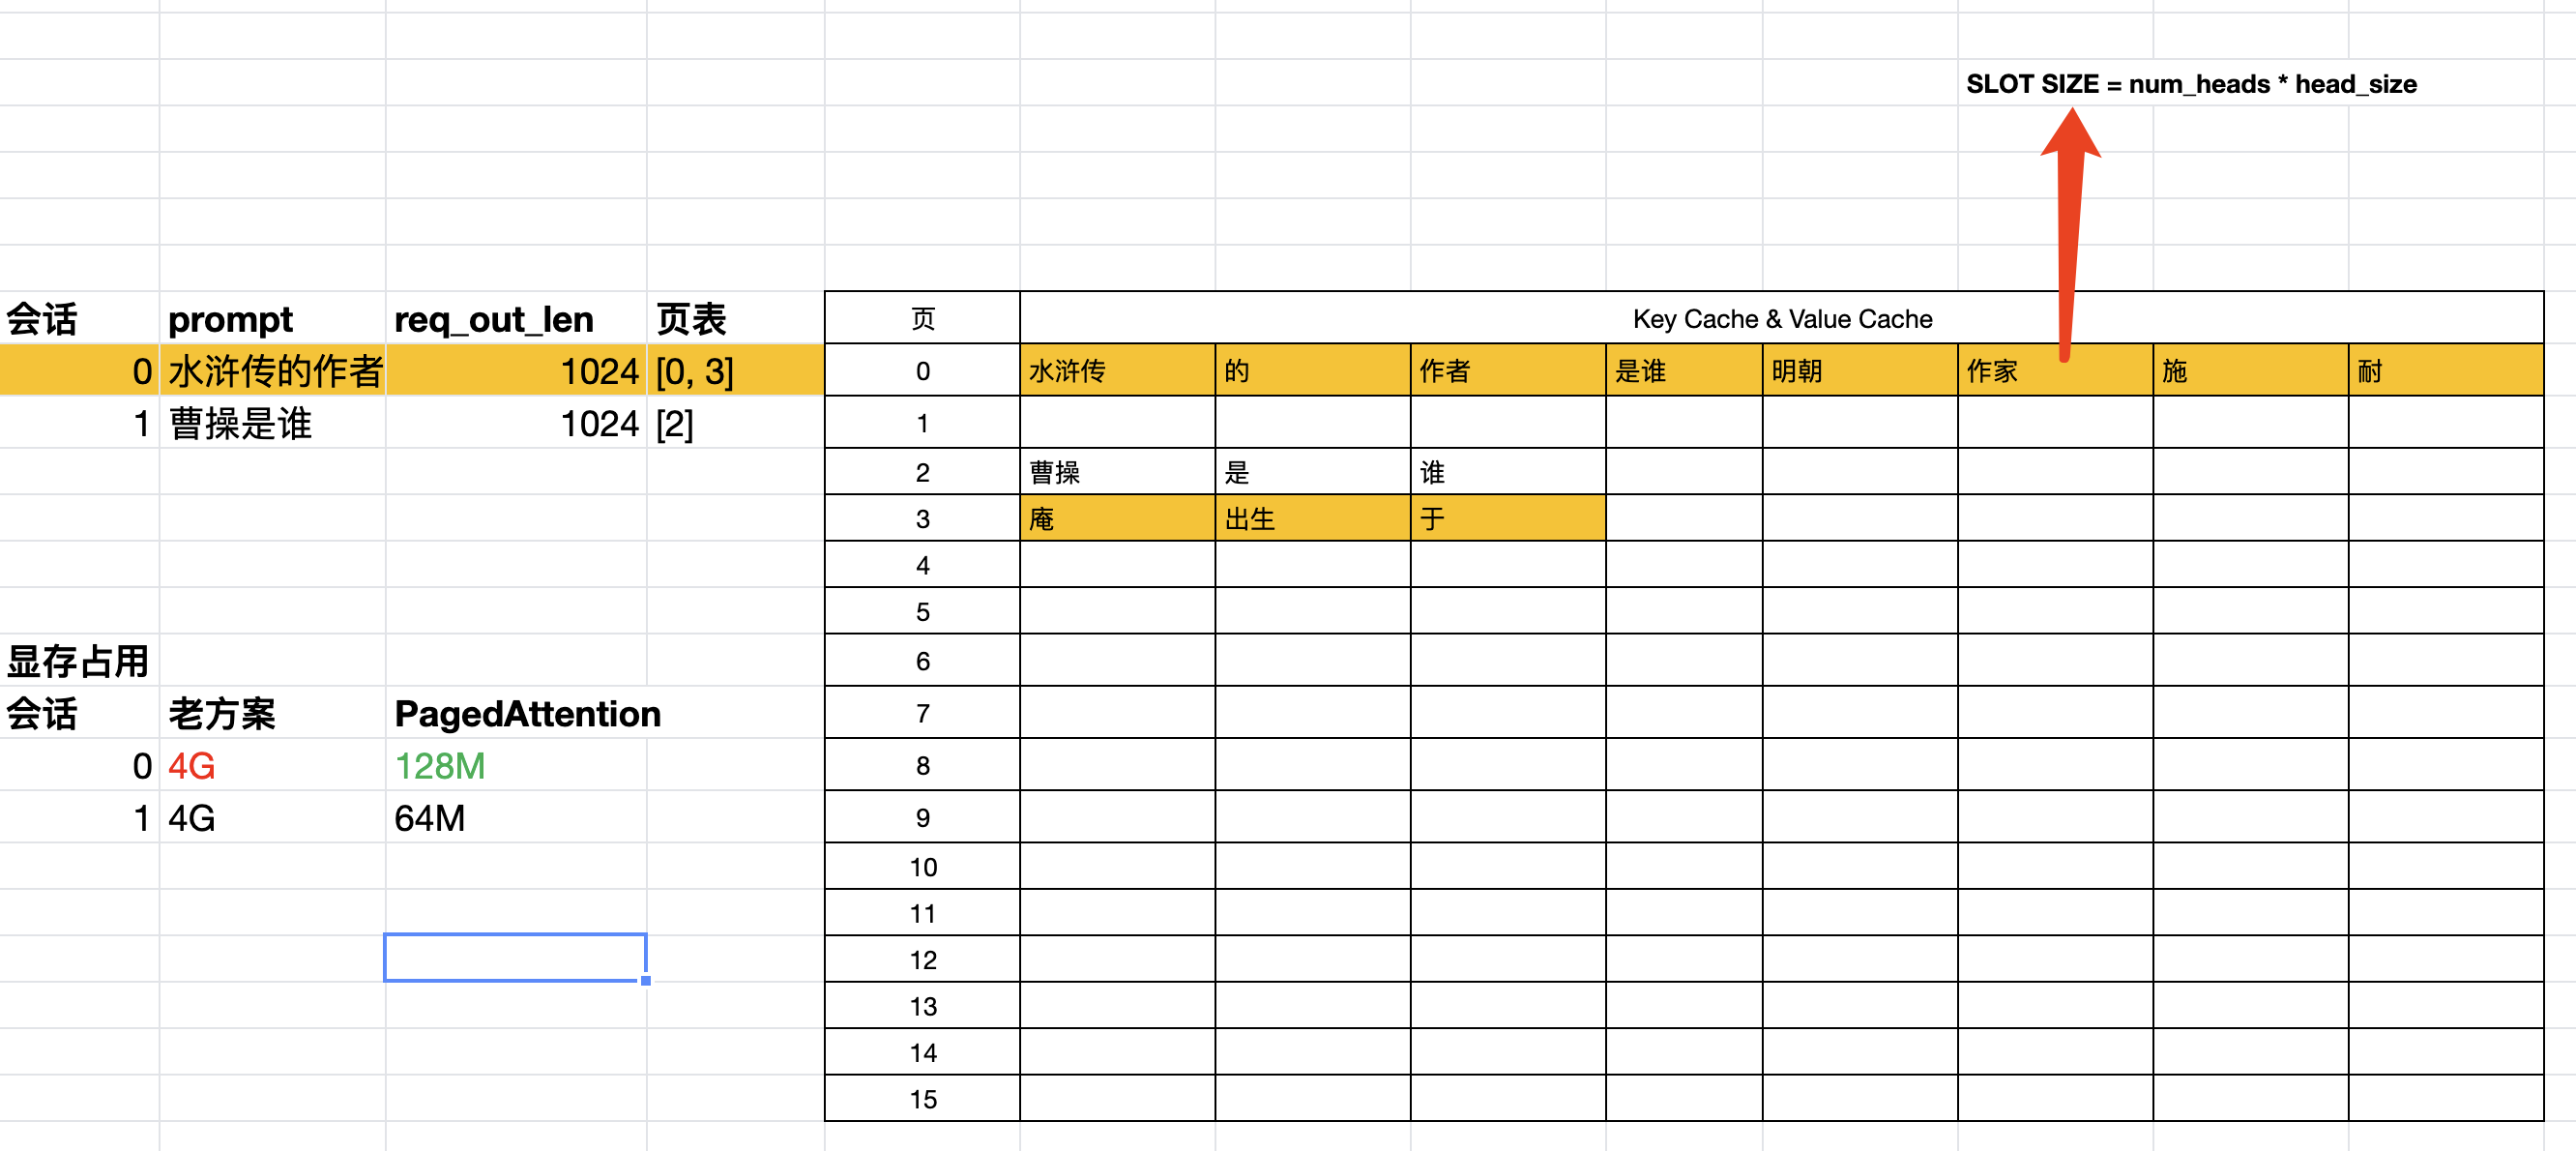 SLOT SIZE = num_heads * head_size
会话 prompt req_out_len 页表 页 Key Cache & Value Cache
0 水浒传的作者 1024 [0, 3] 0 水浒传 的 作者 是谁 明朝 作家 施 耐
1 曹操是谁 1024 [2] 1
2 曹操 是 谁
3 庵 出生 于
4
5
显存占用 6
会话 老方案 PagedAttention 7
0 4G 128M 8
1 4G 64M 9
10
11
12
13
14
15